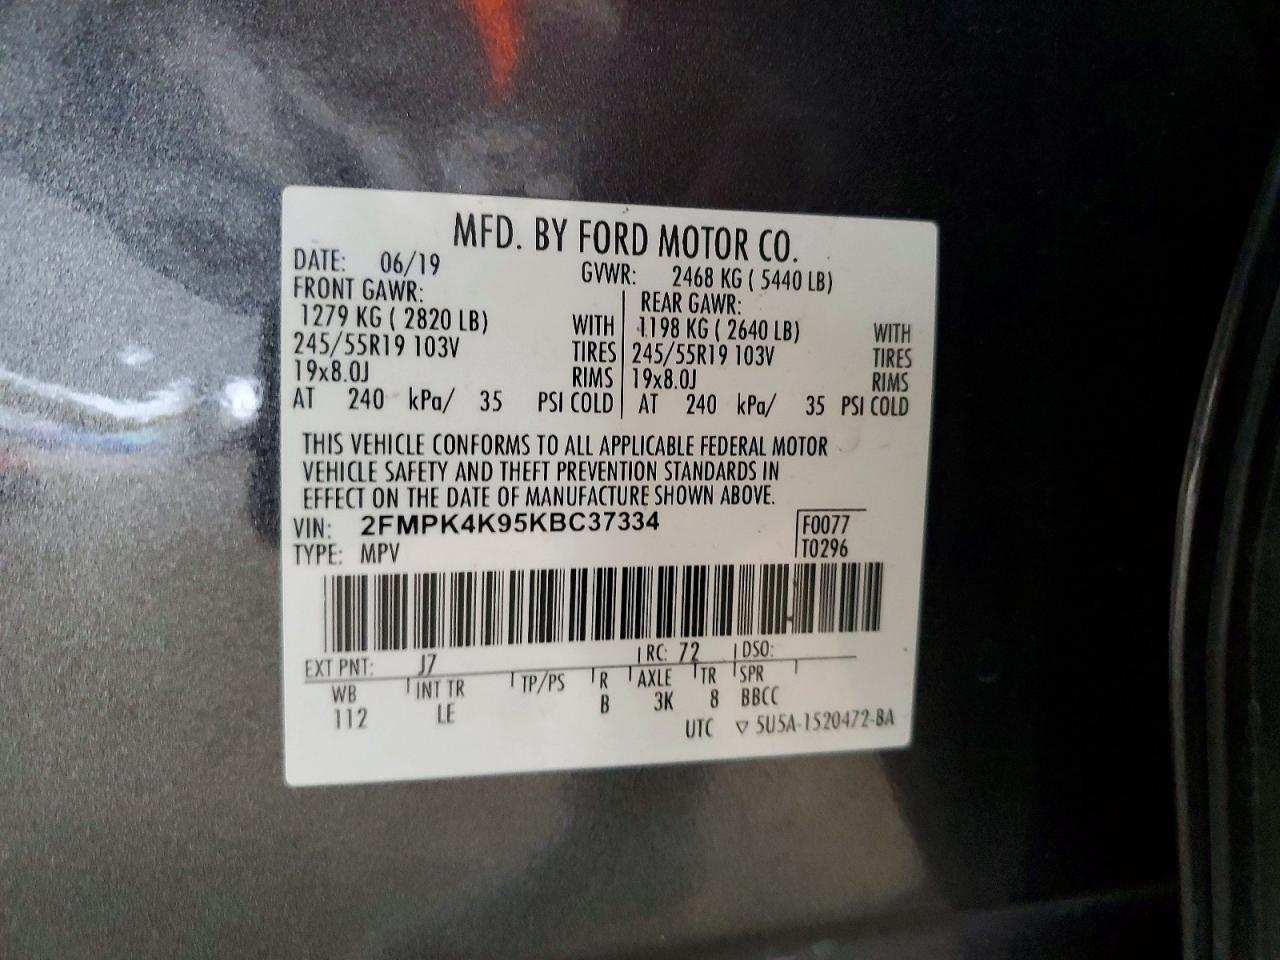 MFD. BY FORD MOTOR CO.
DATE: 06/19 GVWR: 2468 KG ( 5440 LB)
FRONT GAWR: REAR GAWR:
1279 KG ( 2820 LB) WITH 1198 KG ( 2640 LB) WITH
245/55R19 103V TIRES 245/55R19 103V TIRES
19x8.0J RIMS 19x8.0J RIMS
AT 240 kPa/ 35 PSI COLD AT 240 kPa/ 35 PSI COLD
THIS VEHICLE CONFORMS TO ALL APPLICABLE FEDERAL MOTOR
VEHICLE SAFETY AND THEFT PREVENTION STANDARDS IN
EFFECT ON THE DATE OF MANUFACTURE SHOWN ABOVE.
VIN: 2FMPK4K95KBC37334 F0077
TYPE: MPV T0296
EXT PNT: J7 RC: 72 DSO:
WB INT TR TP/PS R AXLE TR SPR
112 LE B 3K 8 BBCC
UTC ▽ 5U5A-1520472-BA